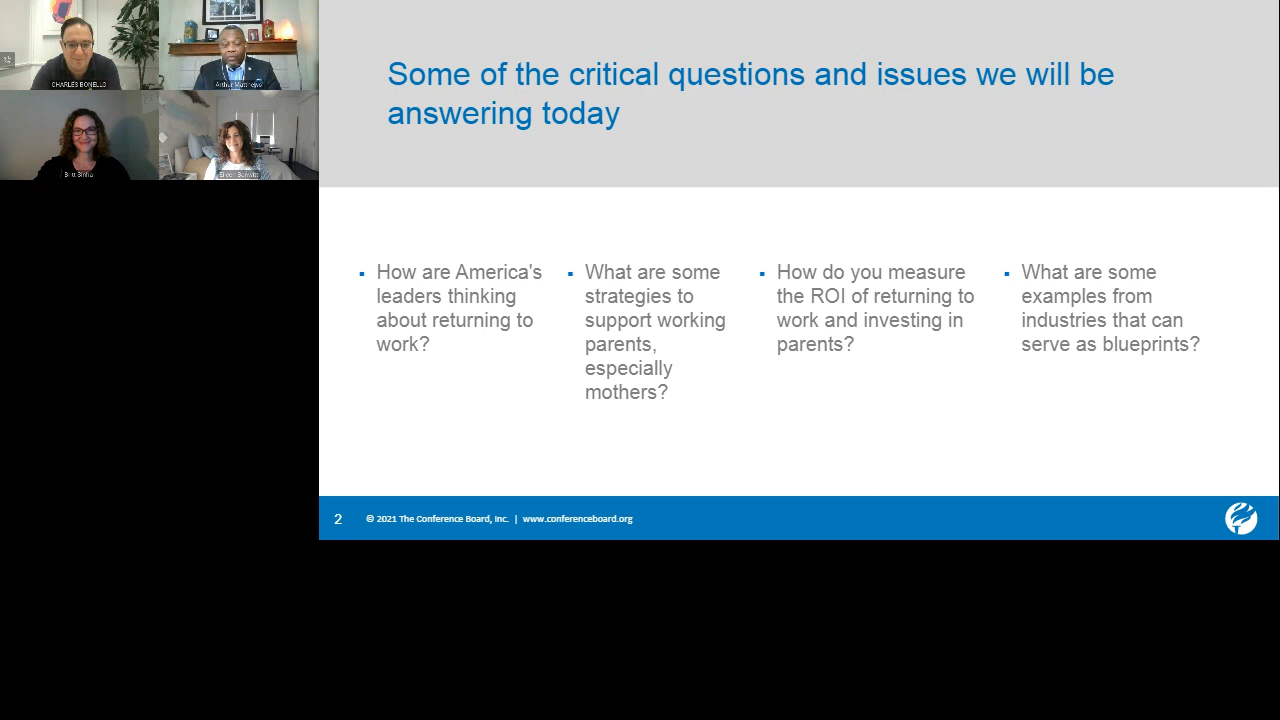 CHARLES BONELLO
Arthur Matthews
Some of the critical questions and issues we will be
answering today
How are America's
leaders thinking
about returning to
work?
What are some
strategies to
support working
parents,
especially
mothers?
How do you measure
the ROI of returning to
work and investing in
parents?
What are some
examples from
industries that can
serve as blueprints?
2
© 2021 The Conference Board, Inc. | www.conferenceboard.org